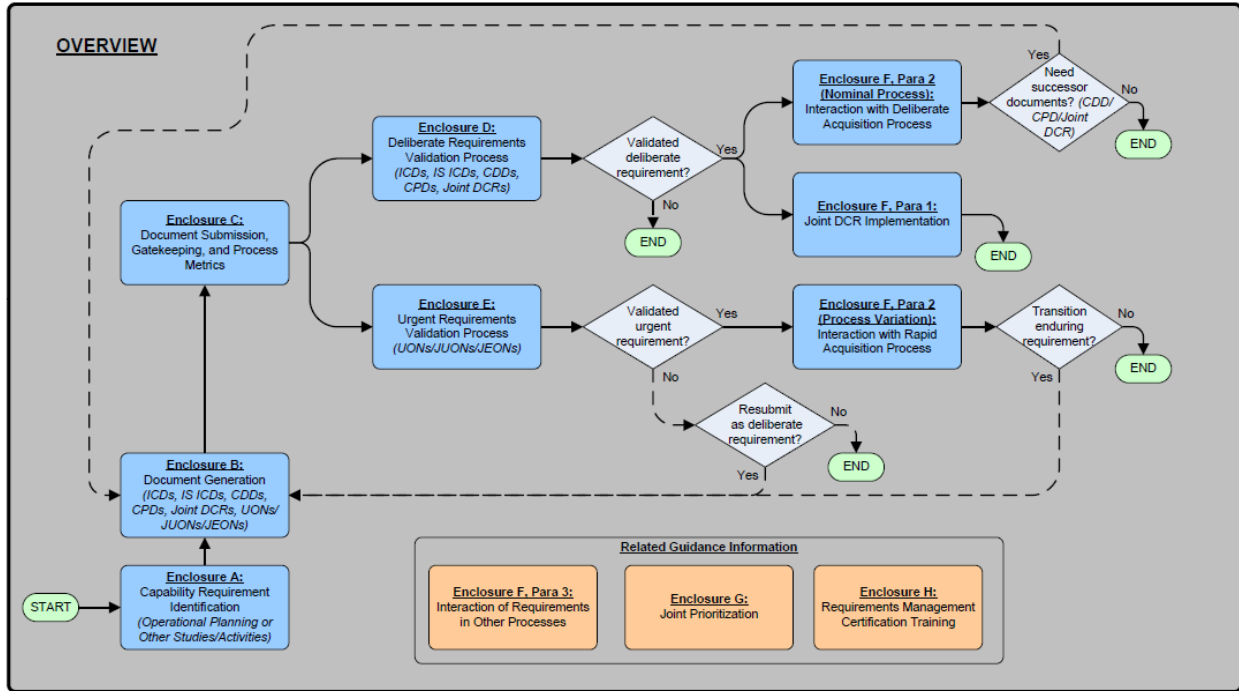 OVERVIEW
START
Enclosure A:
Capability Requirement
Identification
(Operational Planning or
Other Studies/Activities)
Enclosure B:
Document Generation
(ICDs, IS ICDs, CDDs,
CPDs, Joint DCRs, UONs/
JUONs/JEONs)
Enclosure C:
Document Submission,
Gatekeeping, and Process
Metrics
Enclosure D:
Deliberate Requirements
Validation Process
(ICDs, IS ICDs, CDDs,
CPDs, Joint DCRs)
Validated
deliberate
requirement?
Yes
No
END
Enclosure F, Para 2
(Nominal Process):
Interaction with Deliberate
Acquisition Process
Yes
Need
successor
documents? (CDD/
CPD/Joint
DCR)
No
END
Enclosure F, Para 1:
Joint DCR Implementation
END
Enclosure E:
Urgent Requirements
Validation Process
(UONs/JUONs/JEONs)
Validated
urgent
requirement?
Yes
No
Enclosure F, Para 2
(Process Variation):
Interaction with Rapid
Acquisition Process
Transition
enduring
requirement?
No
END
Yes
Resubmit
as deliberate
requirement?
No
END
Yes
Related Guidance Information
Enclosure F, Para 3:
Interaction of Requirements
in Other Processes
Enclosure G:
Joint Prioritization
Enclosure H:
Requirements Management
Certification Training